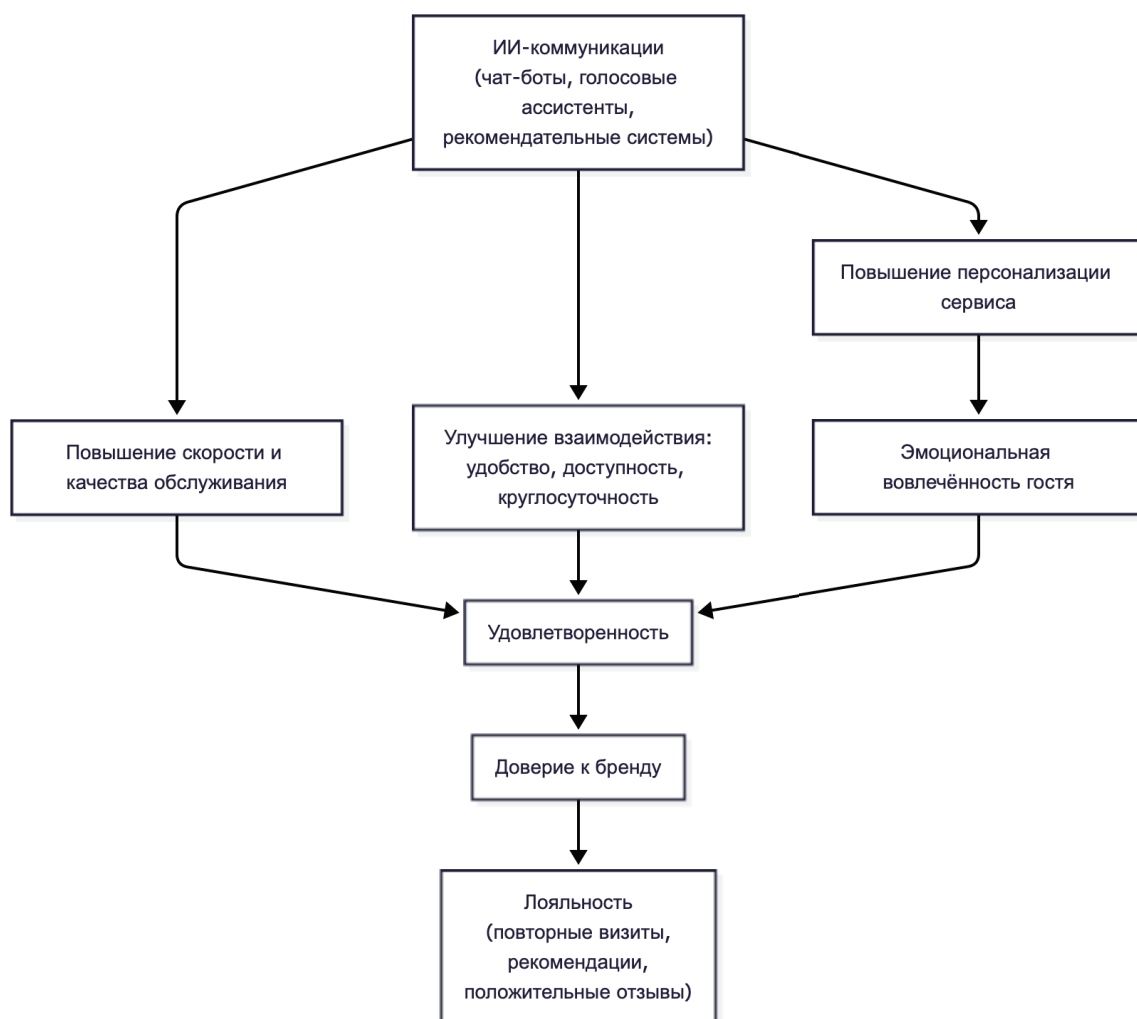 ИИ-коммуникации
(чат-боты, голосовые
ассистенты,
рекомендательные системы)
Повышение персонализации
сервиса
Повышение скорости и
качества обслуживания
Улучшение взаимодействия:
удобство, доступность,
круглосуточность
Эмоциональная
вовлечённость гостя
Удовлетворенность
Доверие к бренду
Лояльность
(повторные визиты,
рекомендации,
положительные отзывы)